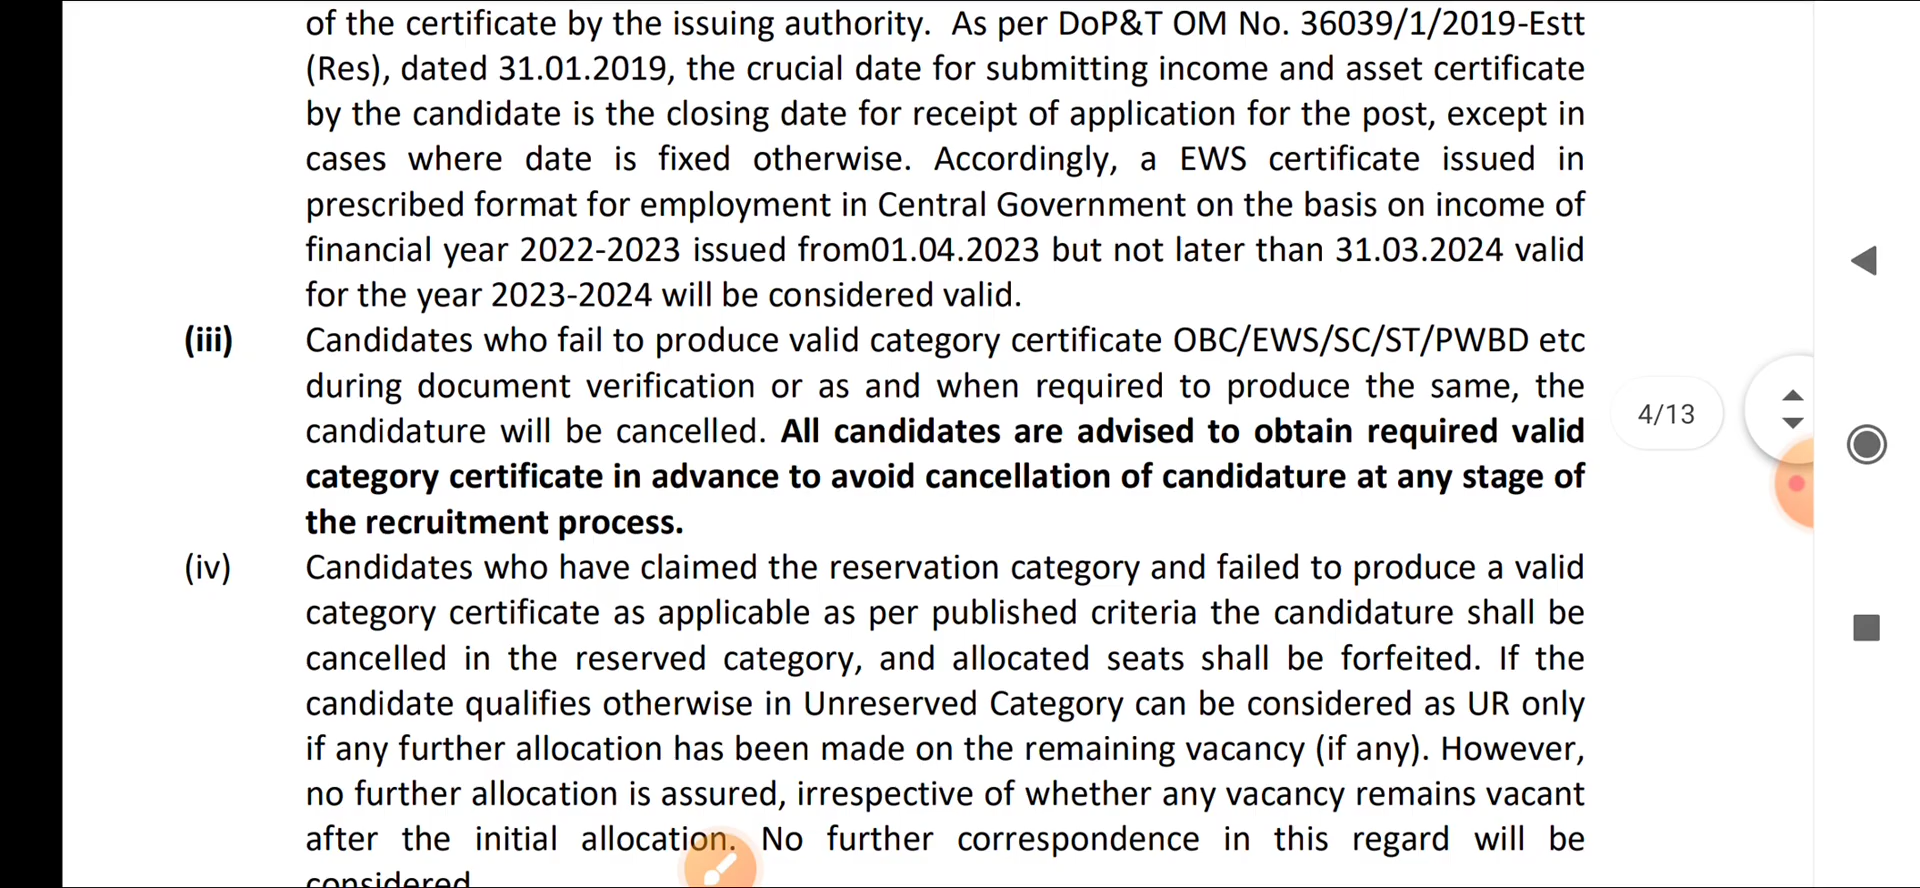 of the certificate by the issuing authority. As per DoP&T OM No. 36039/1/2019-Estt
(Res), dated 31.01.2019, the crucial date for submitting income and asset certificate
by the candidate is the closing date for receipt of application for the post, except in
cases where date is fixed otherwise. Accordingly, a EWS certificate issued in
prescribed format for employment in Central Government on the basis on income of
financial year 2022-2023 issued from01.04.2023 but not later than 31.03.2024 valid
for the year 2023-2024 will be considered valid.
(iii) Candidates who fail to produce valid category certificate OBC/EWS/SC/ST/PWBD etc
during document verification or as and when required to produce the same, the
candidature will be cancelled. All candidates are advised to obtain required valid
category certificate in advance to avoid cancellation of candidature at any stage of
the recruitment process.
(iv) Candidates who have claimed the reservation category and failed to produce a valid
category certificate as applicable as per published criteria the candidature shall be
cancelled in the reserved category, and allocated seats shall be forfeited. If the
candidate qualifies otherwise in Unreserved Category can be considered as UR only
if any further allocation has been made on the remaining vacancy (if any). However,
no further allocation is assured, irrespective of whether any vacancy remains vacant
after the initial allocation. No further correspondence in this regard will be
considered
4/13